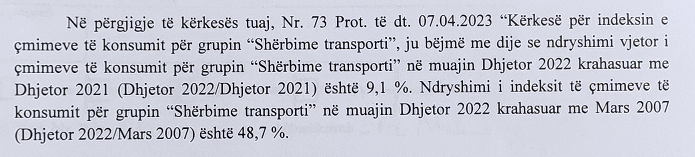 Në përgjigje të kërkesës tuaj, Nr. 73 Prot. të dt. 07.04.2023 “Kërkesë për indeksin e
çmimeve të konsumit për grupin “Shërbime transporti”, ju bëjmë me dije se ndryshimi vjetor i
çmimeve të konsumit për grupin “Shërbime transporti” në muajin Dhjetor 2022 krahasuar me
Dhjetor 2021 (Dhjetor 2022/Dhjetor 2021) është 9,1 %. Ndryshimi i indeksit të çmimeve të
konsumit për grupin “Shërbime transporti” në muajin Dhjetor 2022 krahasuar me Mars 2007
(Dhjetor 2022/Mars 2007) është 48,7 %.